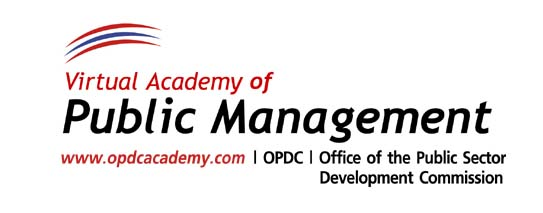 Virtual Academy of
Public Management
www.opdcacademy.com | OPDC | Office of the Public Sector
Development Commission